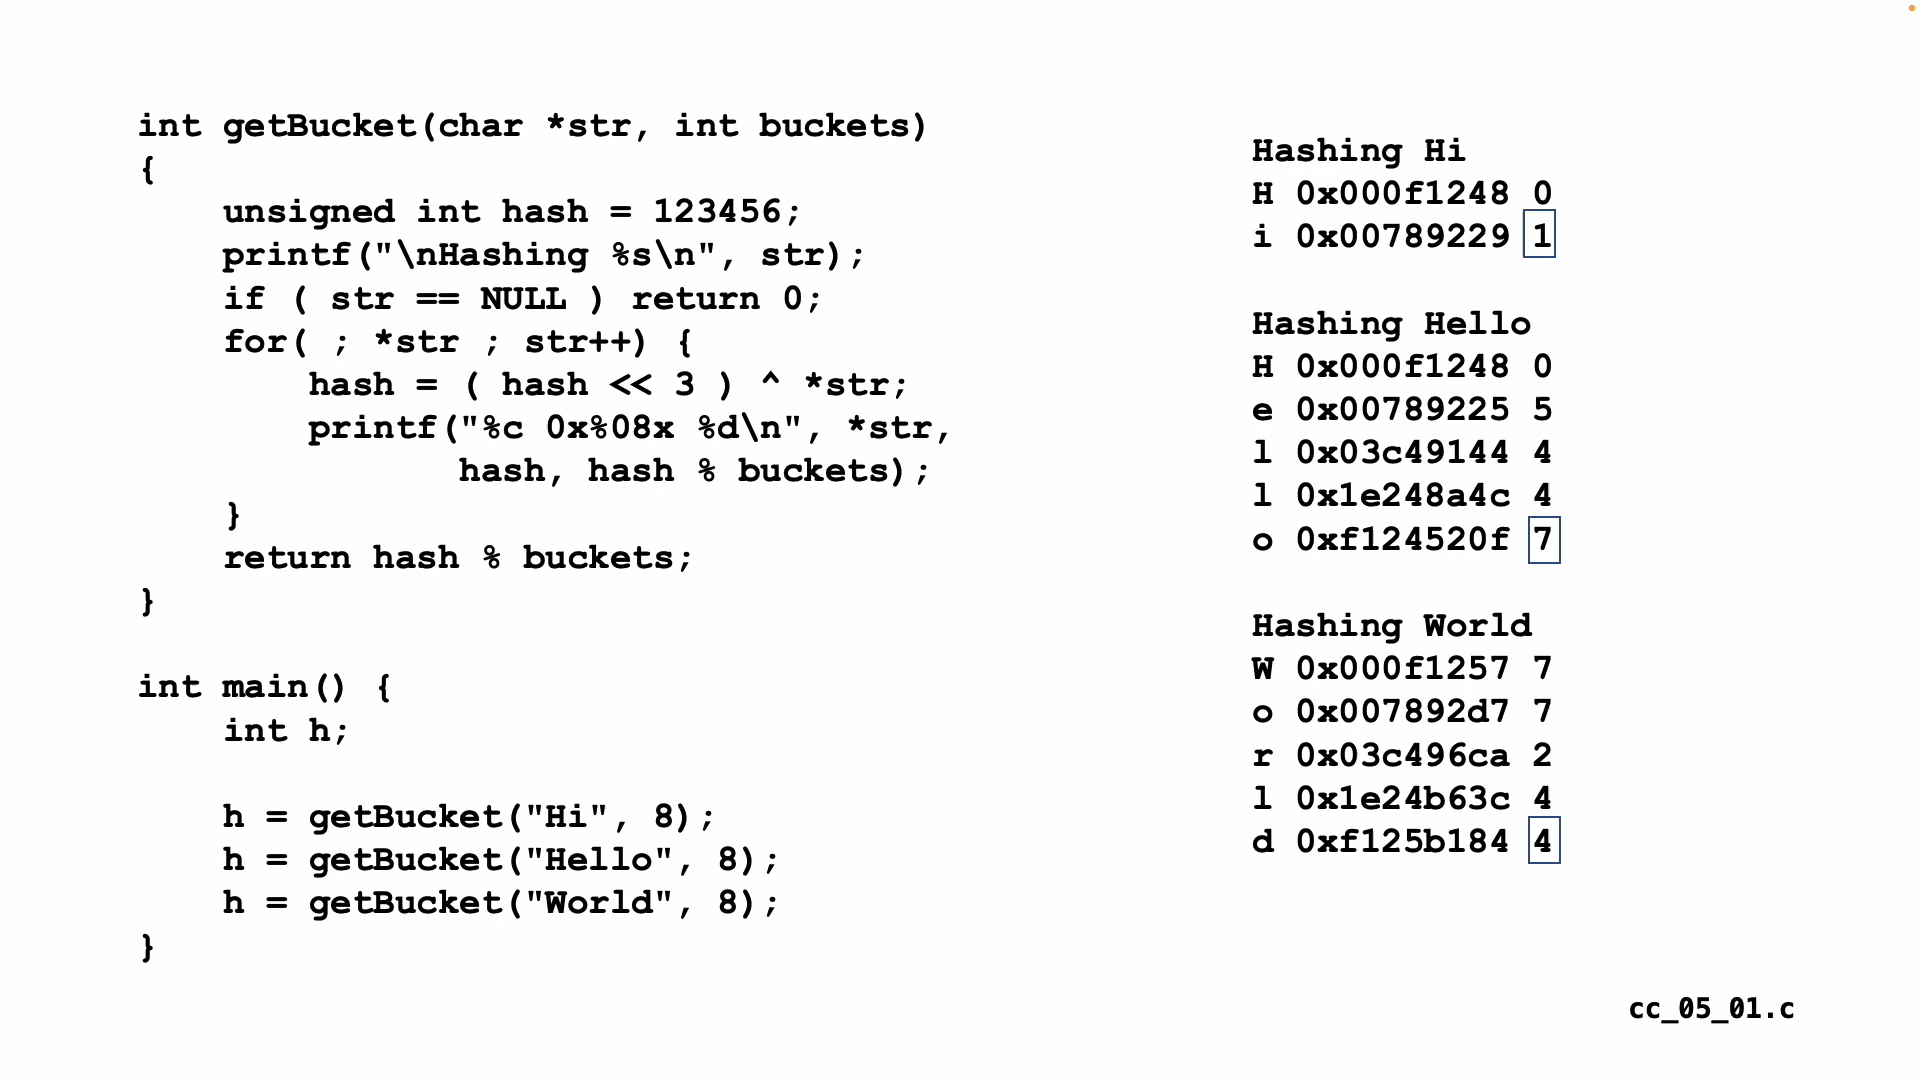 int getBucket(char *str, int buckets)
{
    unsigned int hash = 123456;
    printf("\nHashing %s\n", str);
    if ( str == NULL ) return 0;
    for( ; *str ; str++) {
        hash = ( hash << 3 ) ^ *str;
        printf("%c 0x%08x %d\n", *str,
               hash, hash % buckets);
    }
    return hash % buckets;
}

int main() {
    int h;

    h = getBucket("Hi", 8);
    h = getBucket("Hello", 8);
    h = getBucket("World", 8);
}

Hashing Hi
H 0x000f1248 0
i 0x00789229 1

Hashing Hello
H 0x000f1248 0
e 0x00789225 5
l 0x03c49144 4
l 0x1e248a4c 4
o 0xf124520f 7

Hashing World
W 0x000f1257 7
o 0x007892d7 7
r 0x03c496ca 2
l 0x1e24b63c 4
d 0xf125b184 4

cc_05_01.c